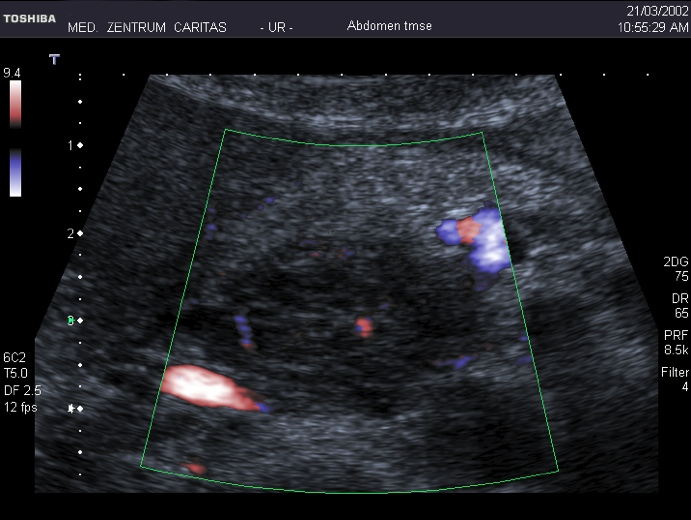 TOSHIBA MED. ZENTRUM CARITAS - UR - Abdomen tmse 21/03/2002
10:55:29 AM
T
9.4
1
2
3
4
2DG
75
DR
65
PRF
8.5k
Filter
4
6C2
T5.0
DF 2.5
12 fps